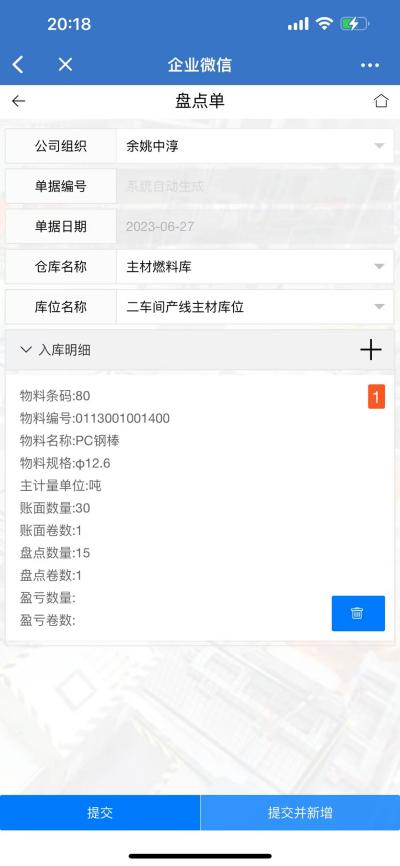 20:18
企业微信
盘点单
公司组织 余姚中淳
单据编号 系统自动生成
单据日期 2023-06-27
仓库名称 主材燃料库
库位名称 二车间产线主材库位
入库明细
物料条码:80
1
物料编号:0113001001400
物料名称:PC钢棒
物料规格:φ12.6
主计量单位:吨
账面数量:30
账面卷数:1
盘点数量:15
盘点卷数:1
盈亏数量:
盈亏卷数:
提交 提交并新增